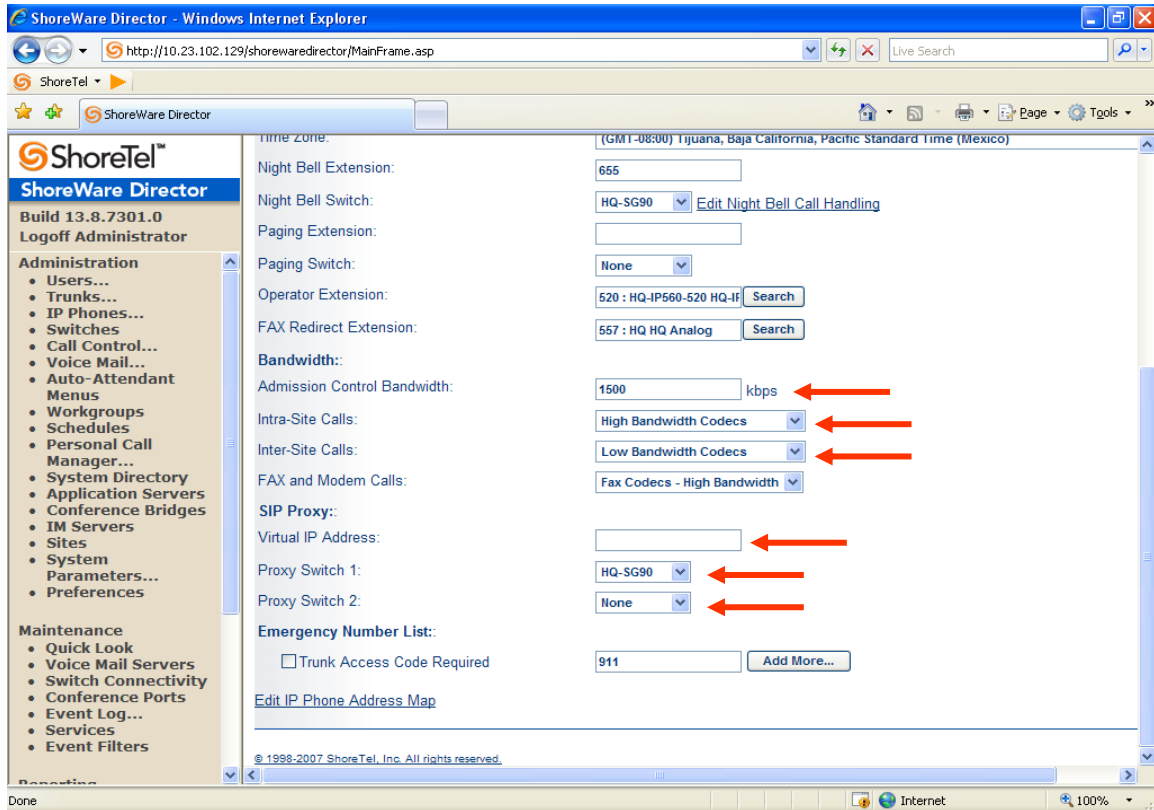 ShoreWare Director - Windows Internet Explorer
http://10.23.102.129/shorewaredirector/MainFrame.asp
Live Search
ShoreTel
ShoreWare Director
Page
Tools
ShoreTel™
ShoreWare Director
Build 13.8.7301.0
Logoff Administrator
Administration
Users...
Trunks...
IP Phones...
Switches
Call Control...
Voice Mail...
Auto-Attendant
Menus
Workgroups
Schedules
Personal Call
Manager...
System Directory
Application Servers
Conference Bridges
IM Servers
Sites
System
Parameters...
Preferences
Maintenance
Quick Look
Voice Mail Servers
Switch Connectivity
Conference Ports
Event Log...
Services
Event Filters
Reporting
Time Zone: (GMT-08:00) Tijuana, Baja California, Pacific Standard Time (Mexico)
Night Bell Extension: 655
Night Bell Switch: HQ-SG90 Edit Night Bell Call Handling
Paging Extension:
Paging Switch: None
Operator Extension: 520 : HQ-IP560-520 HQ-IF Search
FAX Redirect Extension: 557 : HQ HQ Analog Search
Bandwidth::
Admission Control Bandwidth: 1500 kbps
Intra-Site Calls: High Bandwidth Codecs
Inter-Site Calls: Low Bandwidth Codecs
FAX and Modem Calls: Fax Codecs - High Bandwidth
SIP Proxy::
Virtual IP Address:
Proxy Switch 1: HQ-SG90
Proxy Switch 2: None
Emergency Number List::
Trunk Access Code Required 911 Add More...
Edit IP Phone Address Map
© 1998-2007 ShoreTel, Inc. All rights reserved.
Done
Internet
100%